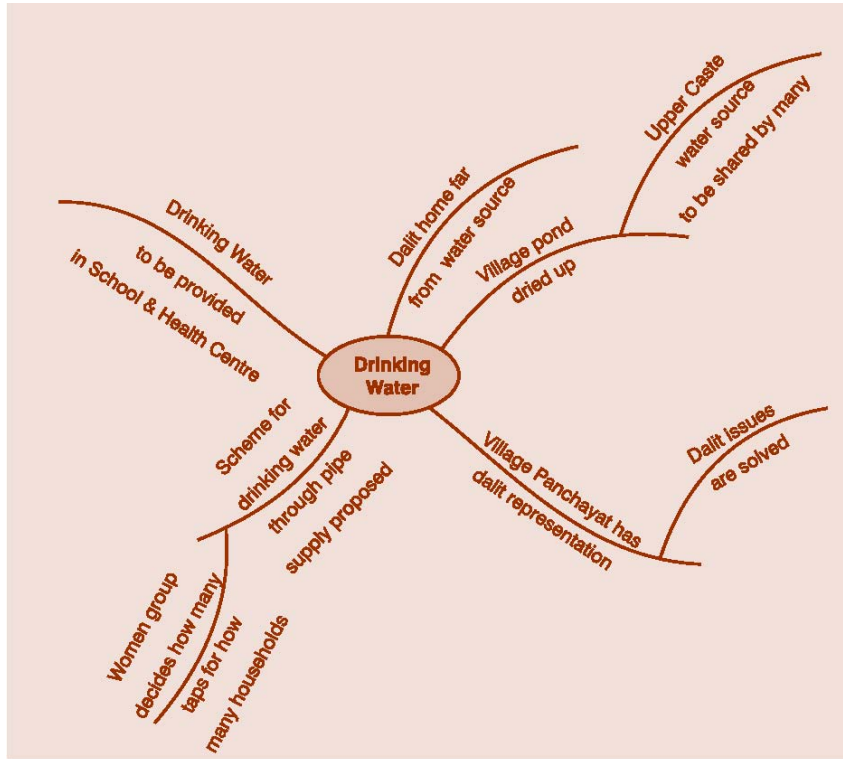 Upper Caste
water source
to be shared by many
Dalit home far
from water source
Village pond
dried up
Drinking Water
to be provided
in School & Health Centre
Drinking
Water
Scheme for
drinking water
through pipe
supply proposed
Village Panchayat has
dalit representation
Dalit issues
are solved
Women group
decides how many
taps for how
many households